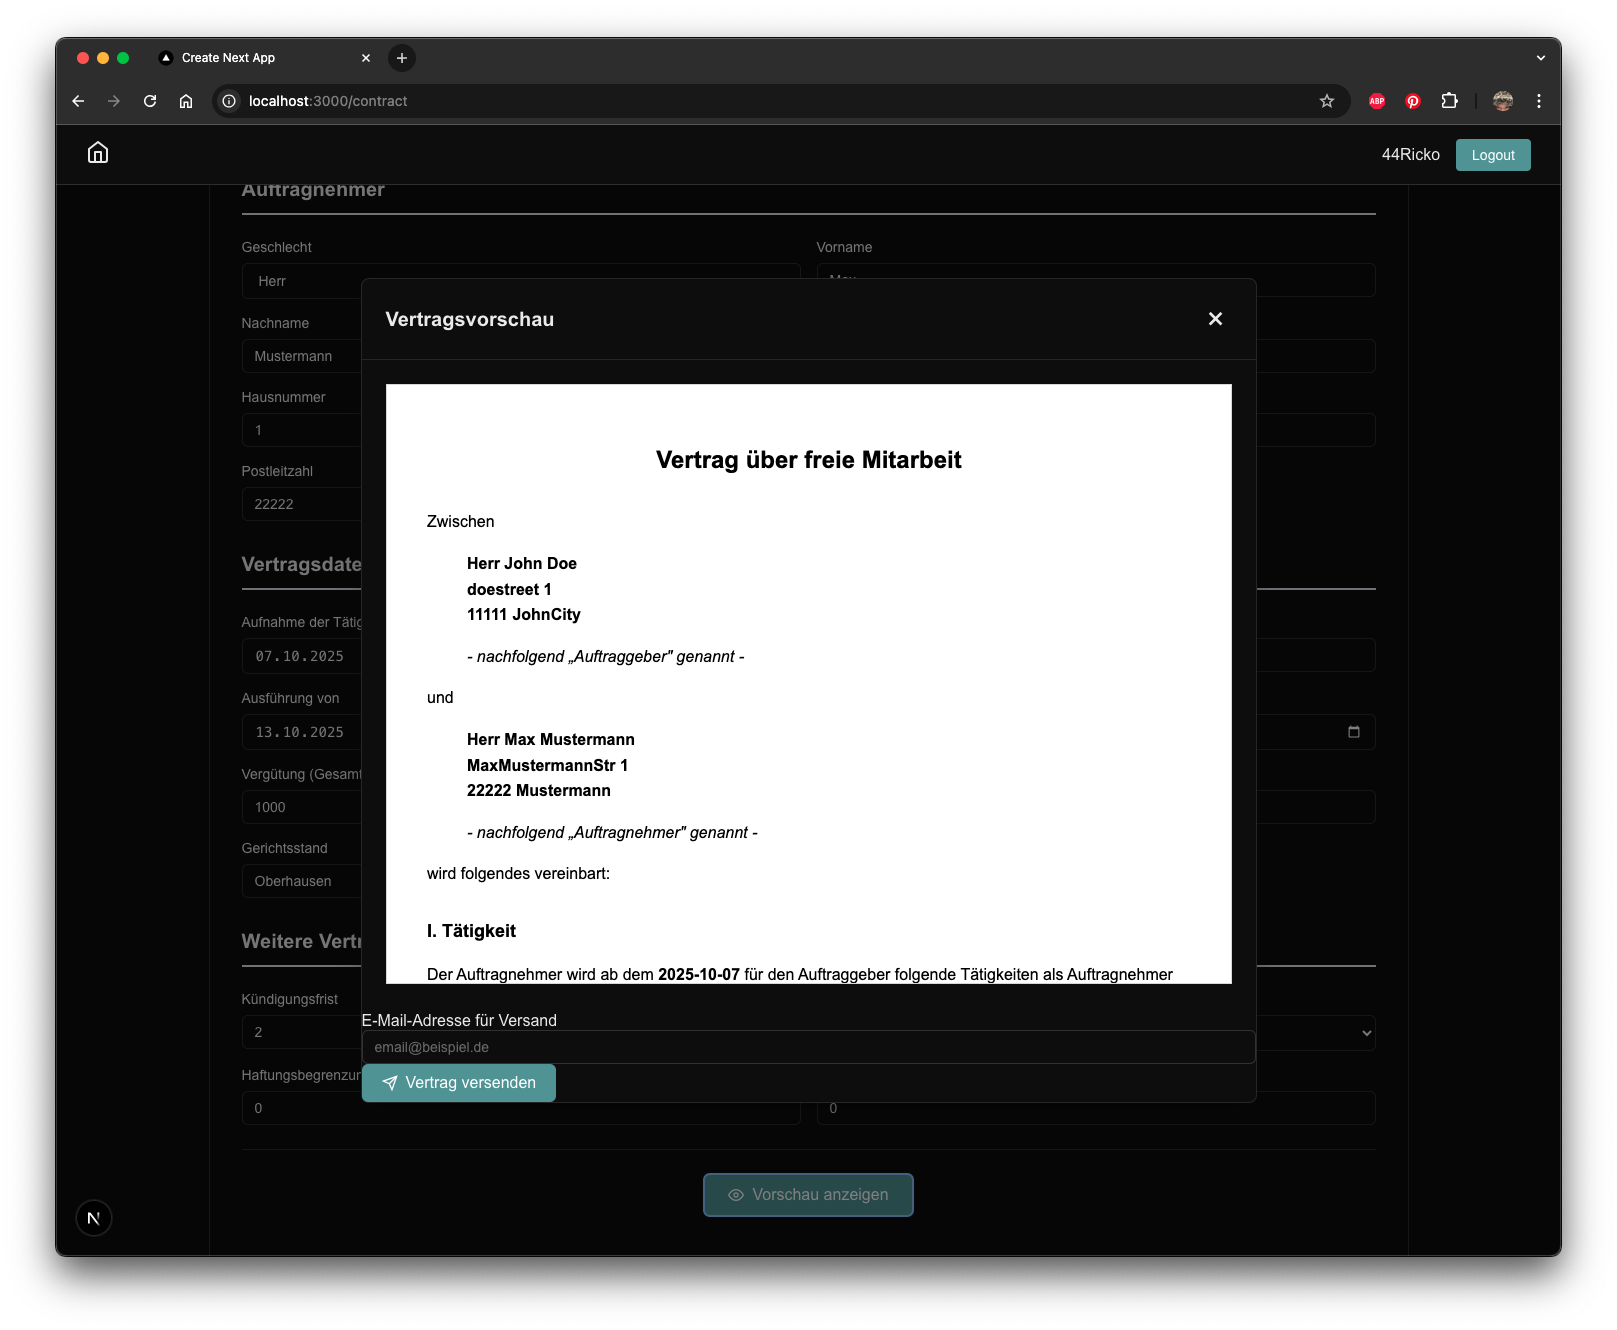 Create Next App
localhost:3000/contract
ABP
44Ricko
Logout
Auftragnehmer
Geschlecht
Vorname
Herr
Max
Nachname
Mustermann
Hausnummer
1
Postleitzahl
22222
Vertragsdate
Aufnahme der Tätig
07.10.2025
Ausführung von
13.10.2025
Vergütung (Gesamt
1000
Gerichtsstand
Oberhausen
Weitere Vertr
Kündigungsfrist
2
Haftungsbegrenzun
0
0
Vertragsvorschau
Vertrag über freie Mitarbeit
Zwischen
Herr John Doe
doestreet 1
11111 JohnCity
- nachfolgend „Auftraggeber" genannt -
und
Herr Max Mustermann
MaxMustermannStr 1
22222 Mustermann
- nachfolgend „Auftragnehmer" genannt -
wird folgendes vereinbart:
I. Tätigkeit
Der Auftragnehmer wird ab dem 2025-10-07 für den Auftraggeber folgende Tätigkeiten als Auftragnehmer
E-Mail-Adresse für Versand
email@beispiel.de
Vertrag versenden
Vorschau anzeigen
N